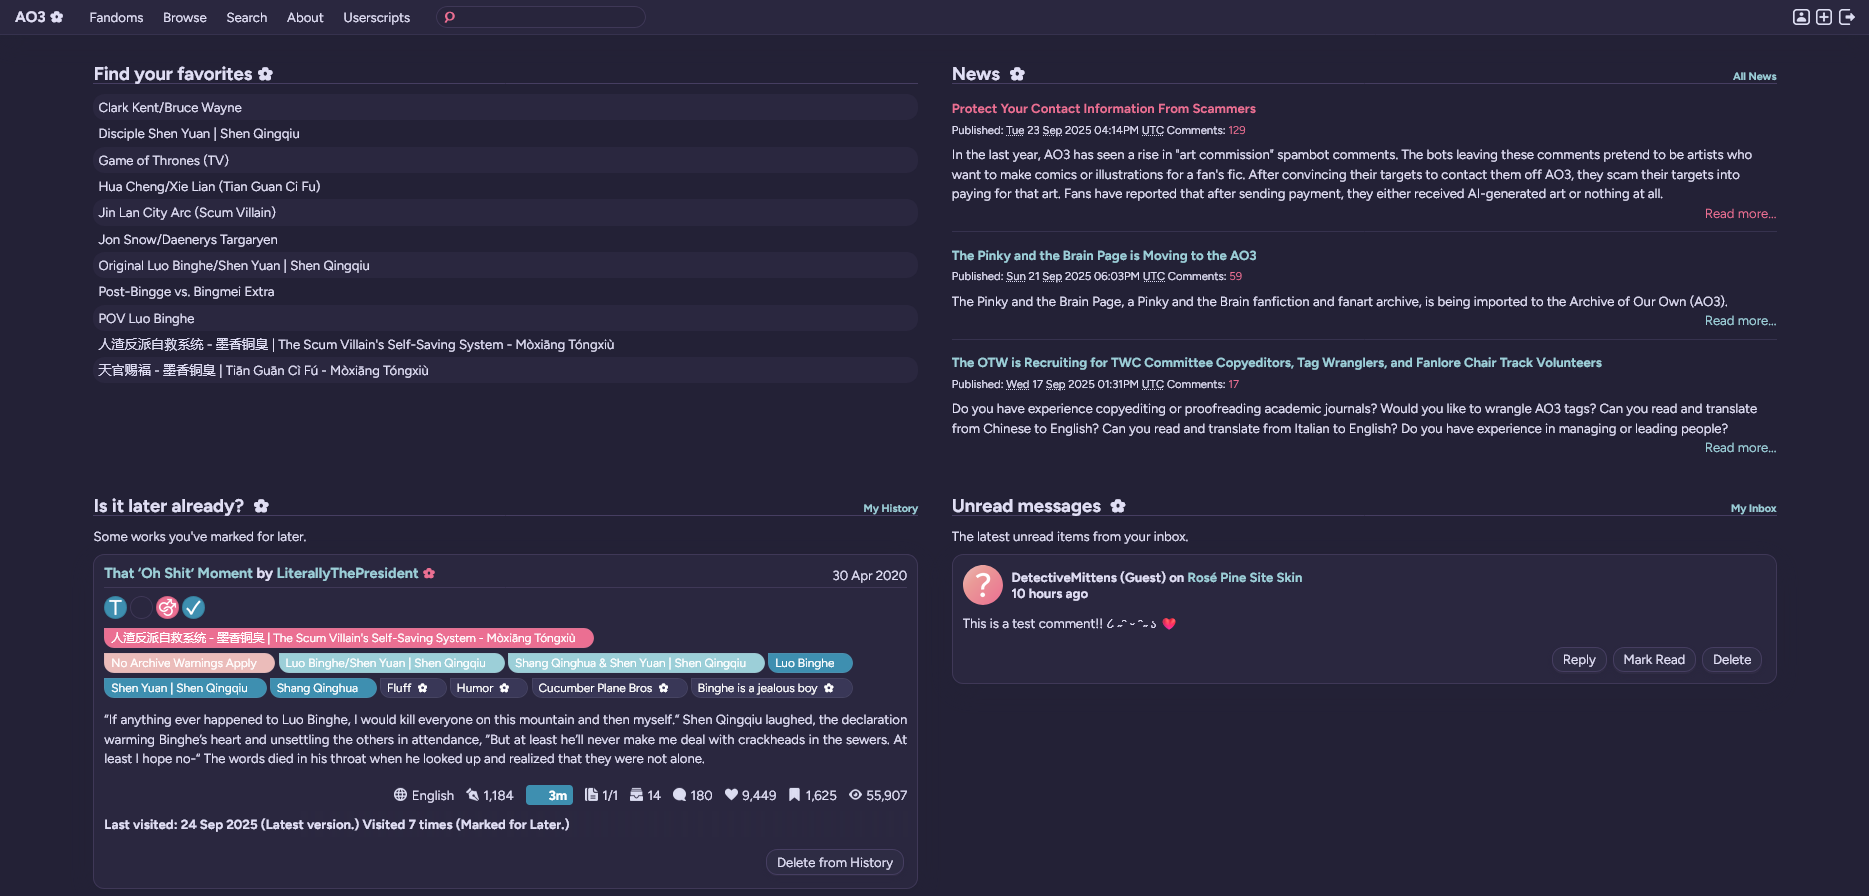 AO3 Fandoms Browse Search About Userscripts
Find your favorites
Clark Kent/Bruce Wayne
Disciple Shen Yuan | Shen Qingqiu
Game of Thrones (TV)
Hua Cheng/Xie Lian (Tian Guan Ci Fu)
Jin Lan City Arc (Scum Villain)
Jon Snow/Daenerys Targaryen
Original Luo Binghe/Shen Yuan | Shen Qingqiu
Post-Bingge vs. Bingmei Extra
POV Luo Binghe
人渣反派自救系统 - 墨香铜臭 | The Scum Villain's Self-Saving System - Mòxiāng Tóngxiù
天官赐福 - 墨香铜臭 | Tiān Guān Cì Fú - Mòxiāng Tóngxiù
News All News
Protect Your Contact Information From Scammers
Published: Tue 23 Sep 2025 04:14PM UTC Comments: 129
In the last year, AO3 has seen a rise in "art commission" spambot comments. The bots leaving these comments pretend to be artists who
want to make comics or illustrations for a fan's fic. After convincing their targets to contact them off AO3, they scam their targets into
paying for that art. Fans have reported that after sending payment, they either received AI-generated art or nothing at all.
Read more...
The Pinky and the Brain Page is Moving to the AO3
Published: Sun 21 Sep 2025 06:03PM UTC Comments: 59
The Pinky and the Brain Page, a Pinky and the Brain fanfiction and fanart archive, is being imported to the Archive of Our Own (AO3).
Read more...
The OTW is Recruiting for TWC Committee Copyeditors, Tag Wranglers, and Fanlore Chair Track Volunteers
Published: Wed 17 Sep 2025 01:31PM UTC Comments: 17
Do you have experience copyediting or proofreading academic journals? Would you like to wrangle AO3 tags? Can you read and translate
from Chinese to English? Can you read and translate from Italian to English? Do you have experience in managing or leading people?
Read more...
Is it later already? My History
Some works you've marked for later.
That ‘Oh Shit’ Moment by LiterallyThePresident 30 Apr 2020
T
人渣反派自救系统 - 墨香铜臭 | The Scum Villain's Self-Saving System - Mòxiāng Tóngxiù
No Archive Warnings Apply Luo Binghe/Shen Yuan | Shen Qingqiu Shang Qinghua & Shen Yuan | Shen Qingqiu Luo Binghe
Shen Yuan | Shen Qingqiu Shang Qinghua Fluff Humor Cucumber Plane Bros Binghe is a jealous boy
“If anything ever happened to Luo Binghe, I would kill everyone on this mountain and then myself.” Shen Qingqiu laughed, the declaration
warming Binghe’s heart and unsettling the others in attendance, “But at least he’ll never make me deal with crackheads in the sewers. At
least I hope no-“ The words died in his throat when he looked up and realized that they were not alone.
English 1,184 3m 1/1 14 180 9,449 1,625 55,907
Last visited: 24 Sep 2025 (Latest version.) Visited 7 times (Marked for Later.)
Delete from History
Unread messages My Inbox
The latest unread items from your inbox.
?
DetectiveMittens (Guest) on Rosé Pine Site Skin
10 hours ago
This is a test comment!!
Reply Mark Read Delete